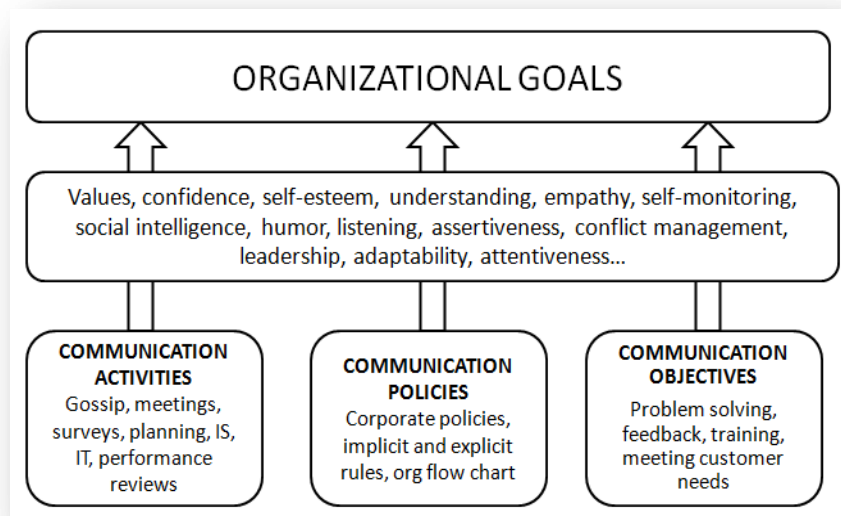 ORGANIZATIONAL GOALS
Values, confidence, self-esteem, understanding, empathy, self-monitoring,
social intelligence, humor, listening, assertiveness, conflict management,
leadership, adaptability, attentiveness…
COMMUNICATION
ACTIVITIES
Gossip, meetings,
surveys, planning, IS,
IT, performance
reviews
COMMUNICATION
POLICIES
Corporate policies,
implicit and explicit
rules, org flow chart
COMMUNICATION
OBJECTIVES
Problem solving,
feedback, training,
meeting customer
needs